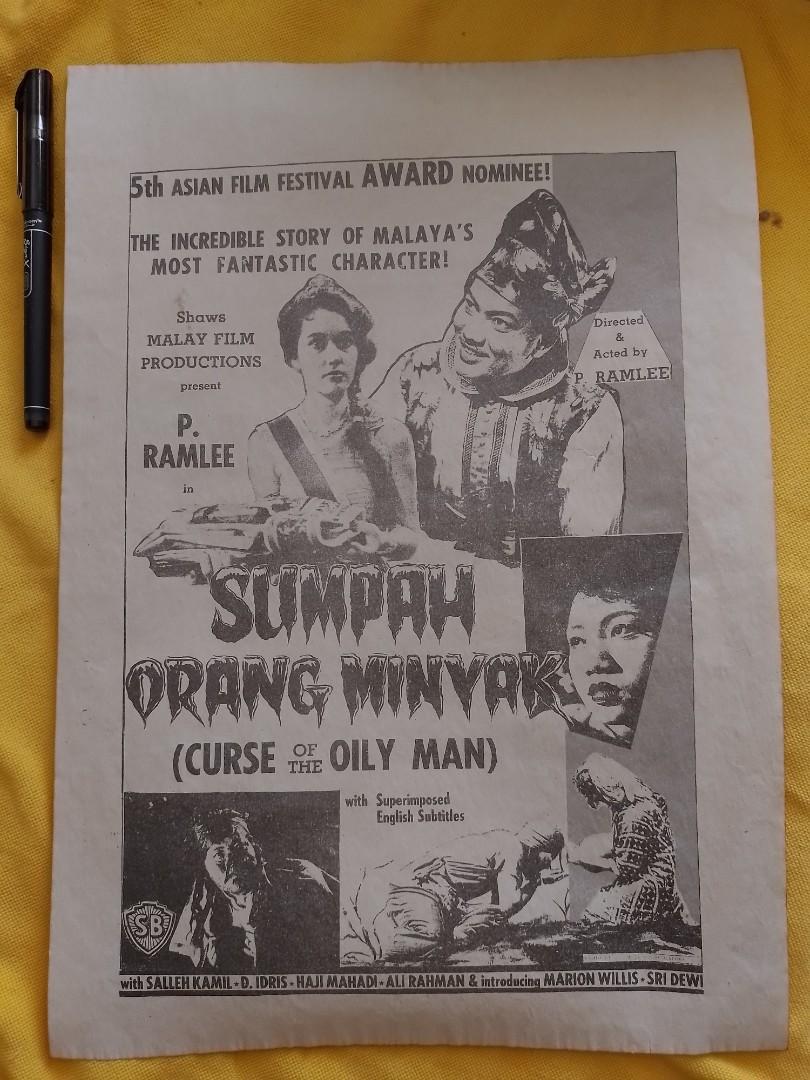 5th ASIAN FILM FESTIVAL AWARD NOMINEE!
THE INCREDIBLE STORY OF MALAYA'S
MOST FANTASTIC CHARACTER!
Shaws
MALAY FILM
PRODUCTIONS
present
P.
RAMLEE
in
Directed
&
Acted by
P. RAMLEE
SUMPAH
ORANG MINYAK
(CURSE OF THE OILY MAN)
with Superimposed
English Subtitles
SB
with SALLEH KAMIL • D. IDRIS • HAJI MAHADI • ALI RAHMAN & introducing MARION WILLIS • SRI DEWI